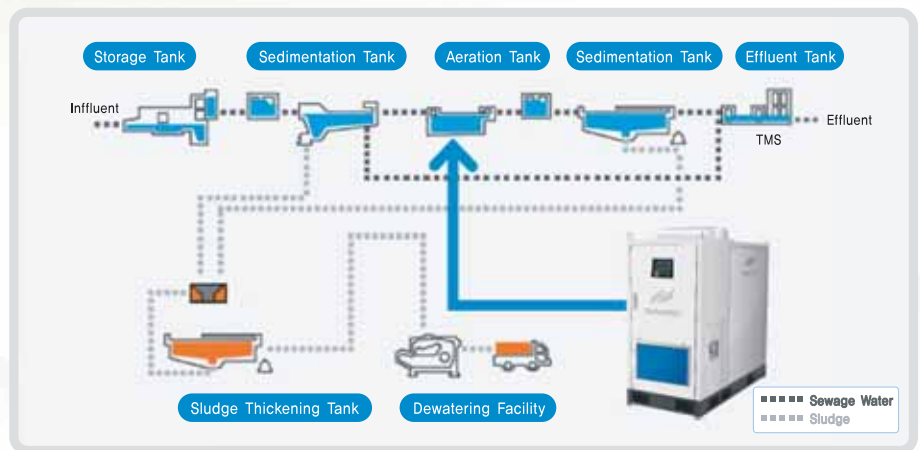 Storage Tank
Sedimentation Tank
Aeration Tank
Sedimentation Tank
Effluent Tank
Inffluent
Effluent
TMS
Sludge Thickening Tank
Dewatering Facility
Sewage Water
Sludge